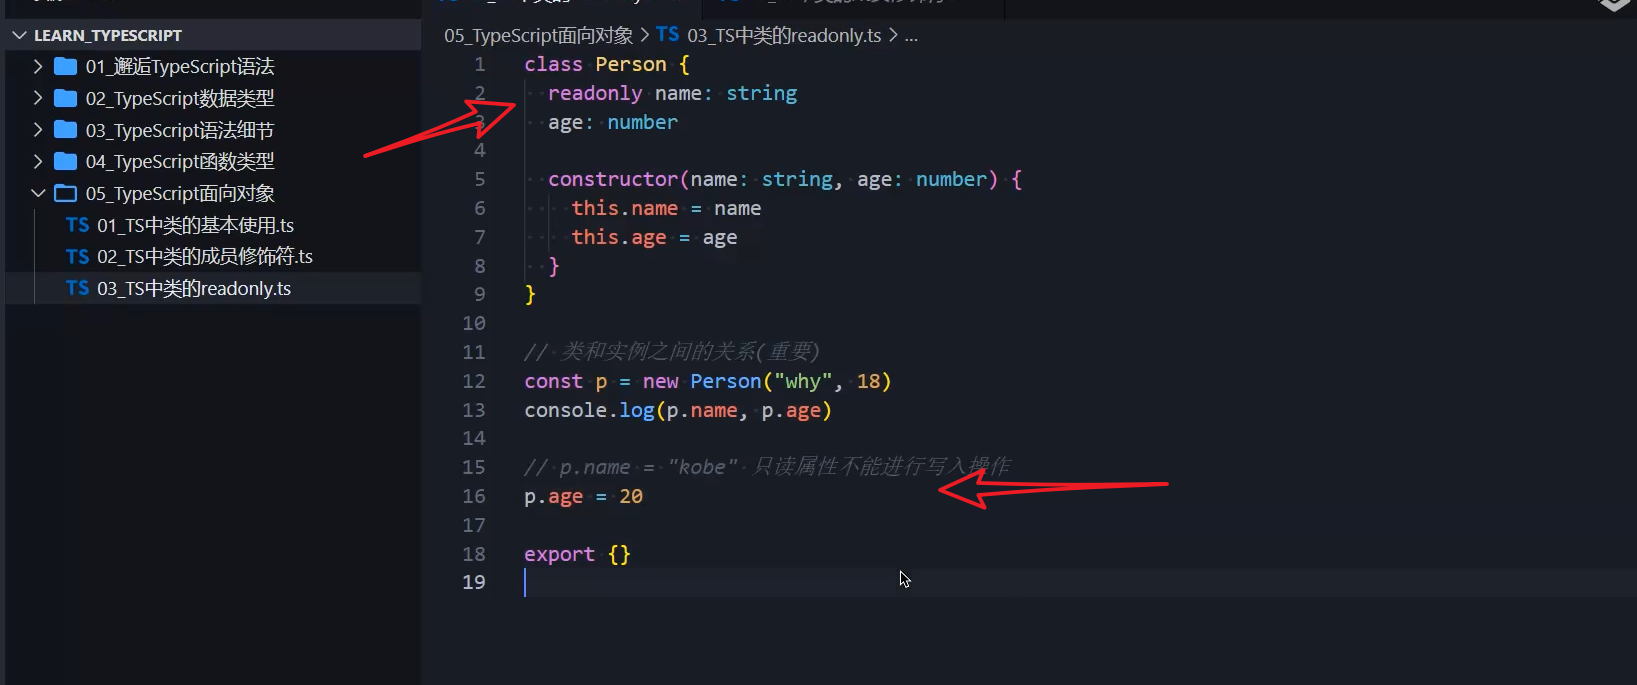 LEARN_TYPESCRIPT
01_邂逅TypeScript语法
02_TypeScript数据类型
03_TypeScript语法细节
04_TypeScript函数类型
05_TypeScript面向对象
TS 01_TS中类的基本使用.ts
TS 02_TS中类的成员修饰符.ts
TS 03_TS中类的readonly.ts
05_TypeScript面向对象 > TS 03_TS中类的readonly.ts > ...
1 class Person {
2 readonly name: string
3 age: number
4
5 constructor(name: string, age: number) {
6 this.name = name
7 this.age = age
8 }
9 }
10
11 // 类和实例之间的关系(重要)
12 const p = new Person("why", 18)
13 console.log(p.name, p.age)
14
15 // p.name = "kobe" 只读属性不能进行写入操作
16 p.age = 20
17
18 export {}
19